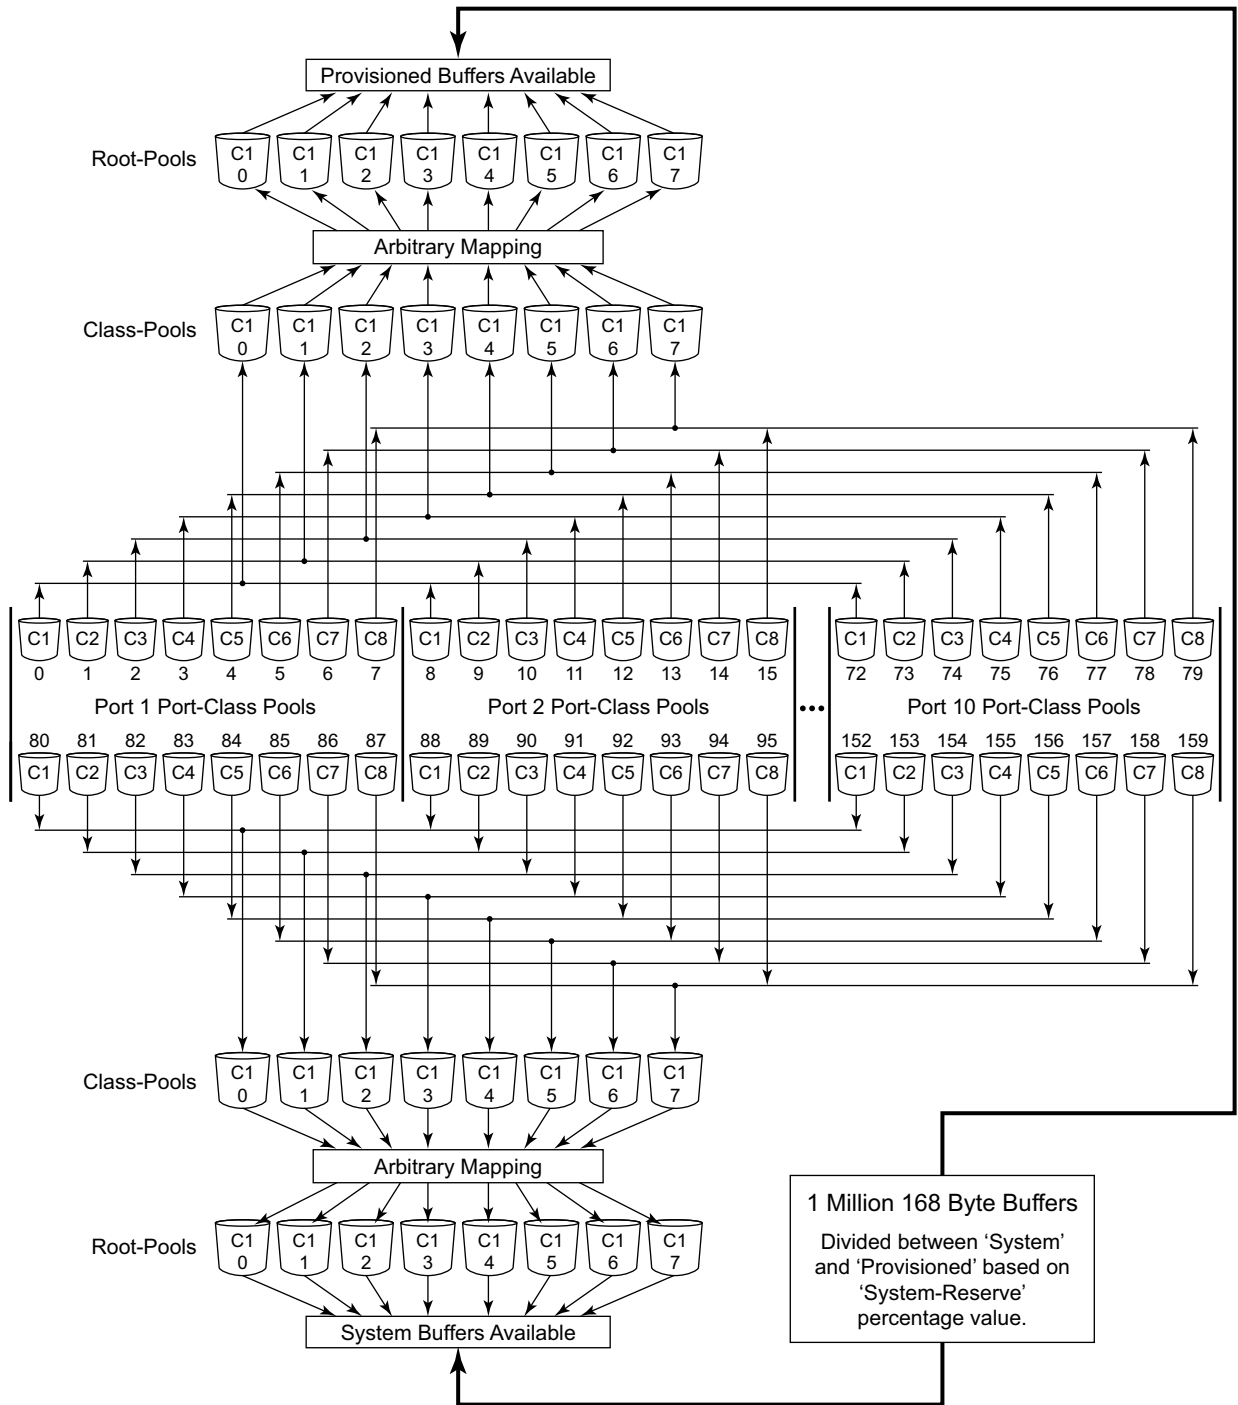 Provisioned Buffers Available
Root-Pools
C1 C1 C1 C1 C1 C1 C1 C1
0 1 2 3 4 5 6 7
Arbitrary Mapping
Class-Pools
C1 C1 C1 C1 C1 C1 C1 C1
0 1 2 3 4 5 6 7
C1 C2 C3 C4 C5 C6 C7 C8 C1 C2 C3 C4 C5 C6 C7 C8 C1 C2 C3 C4 C5 C6 C7 C8
0 1 2 3 4 5 6 7 8 9 10 11 12 13 14 15 72 73 74 75 76 77 78 79
Port 1 Port-Class Pools Port 2 Port-Class Pools ... Port 10 Port-Class Pools
80 81 82 83 84 85 86 87 88 89 90 91 92 93 94 95 152 153 154 155 156 157 158 159
C1 C2 C3 C4 C5 C6 C7 C8 C1 C2 C3 C4 C5 C6 C7 C8 C1 C2 C3 C4 C5 C6 C7 C8
Class-Pools
C1 C1 C1 C1 C1 C1 C1 C1
0 1 2 3 4 5 6 7
Arbitrary Mapping
Root-Pools
C1 C1 C1 C1 C1 C1 C1 C1
0 1 2 3 4 5 6 7
System Buffers Available
1 Million 168 Byte Buffers
Divided between ‘System’
and ‘Provisioned’ based on
‘System-Reserve’
percentage value.